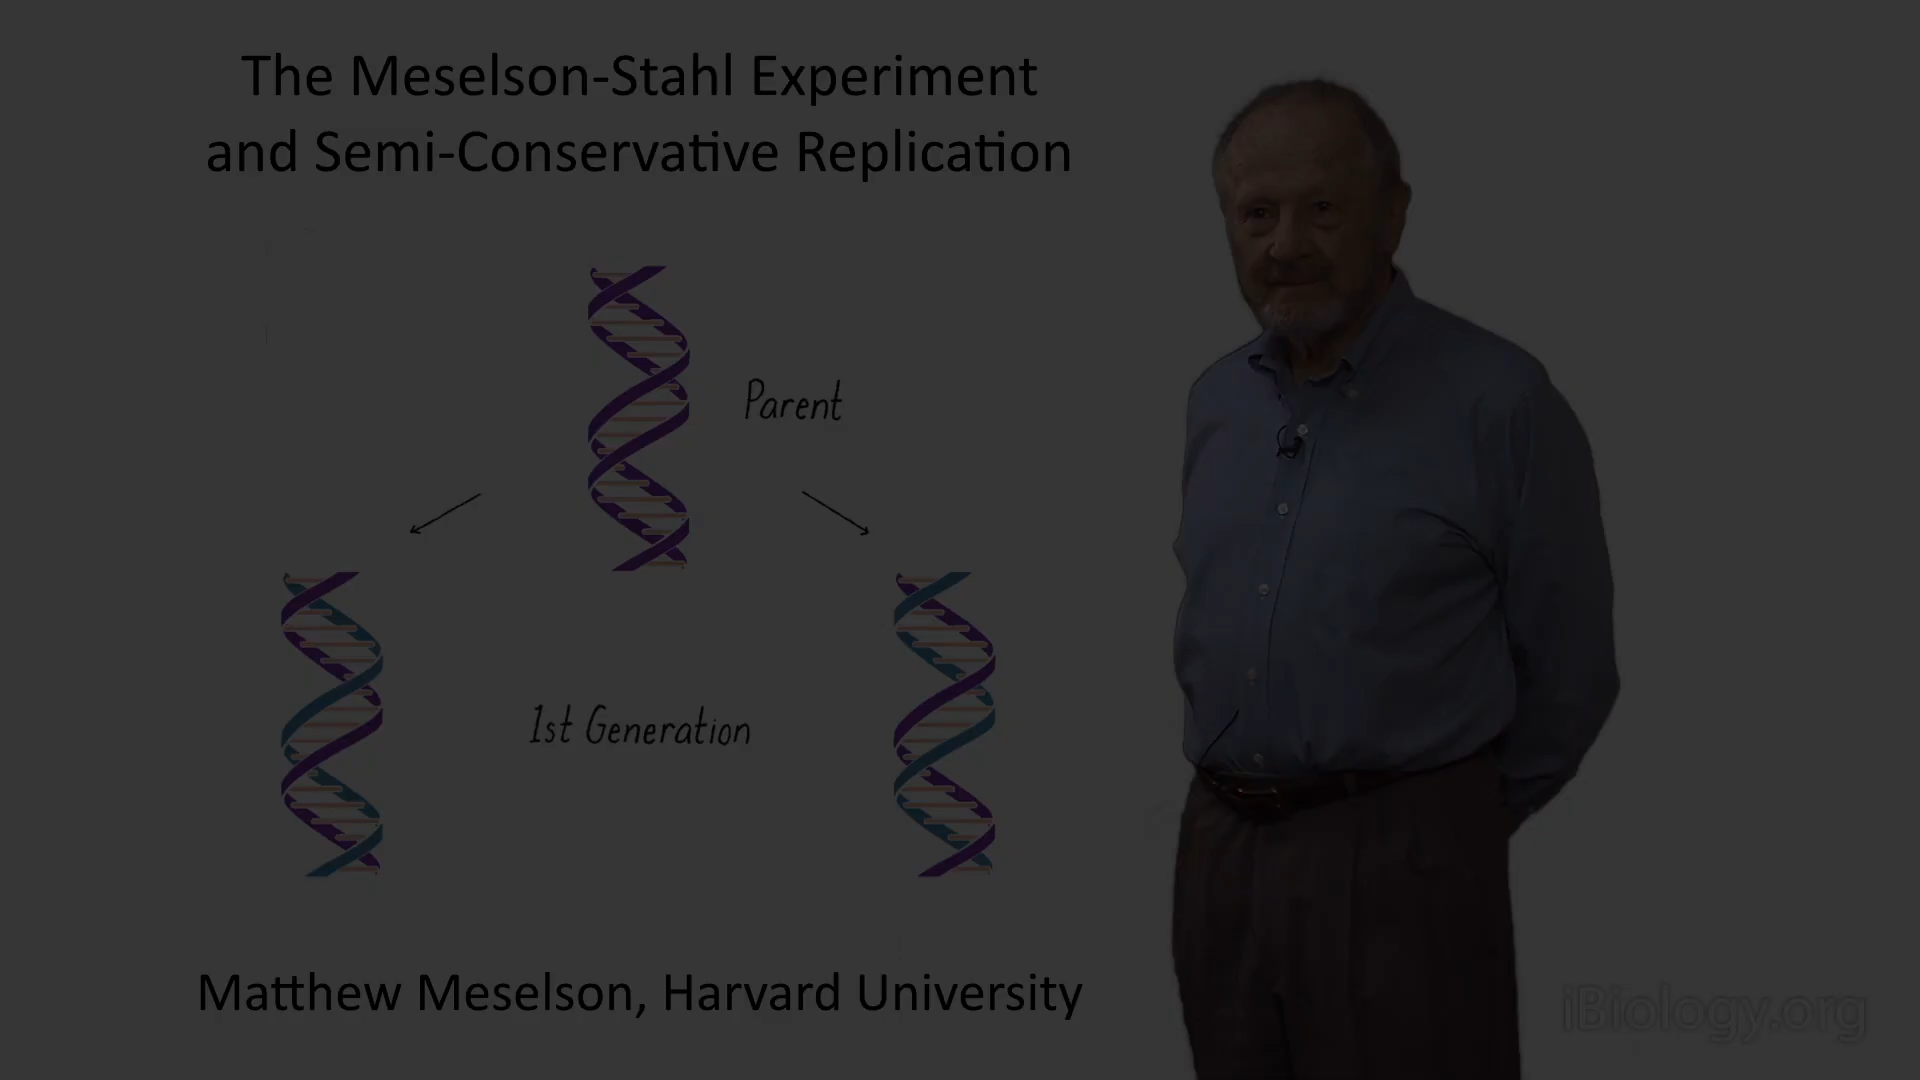 The Meselson-Stahl Experiment
and Semi-Conservative Replication
Parent
1st Generation
Matthew Meselson, Harvard University
iBiology.org